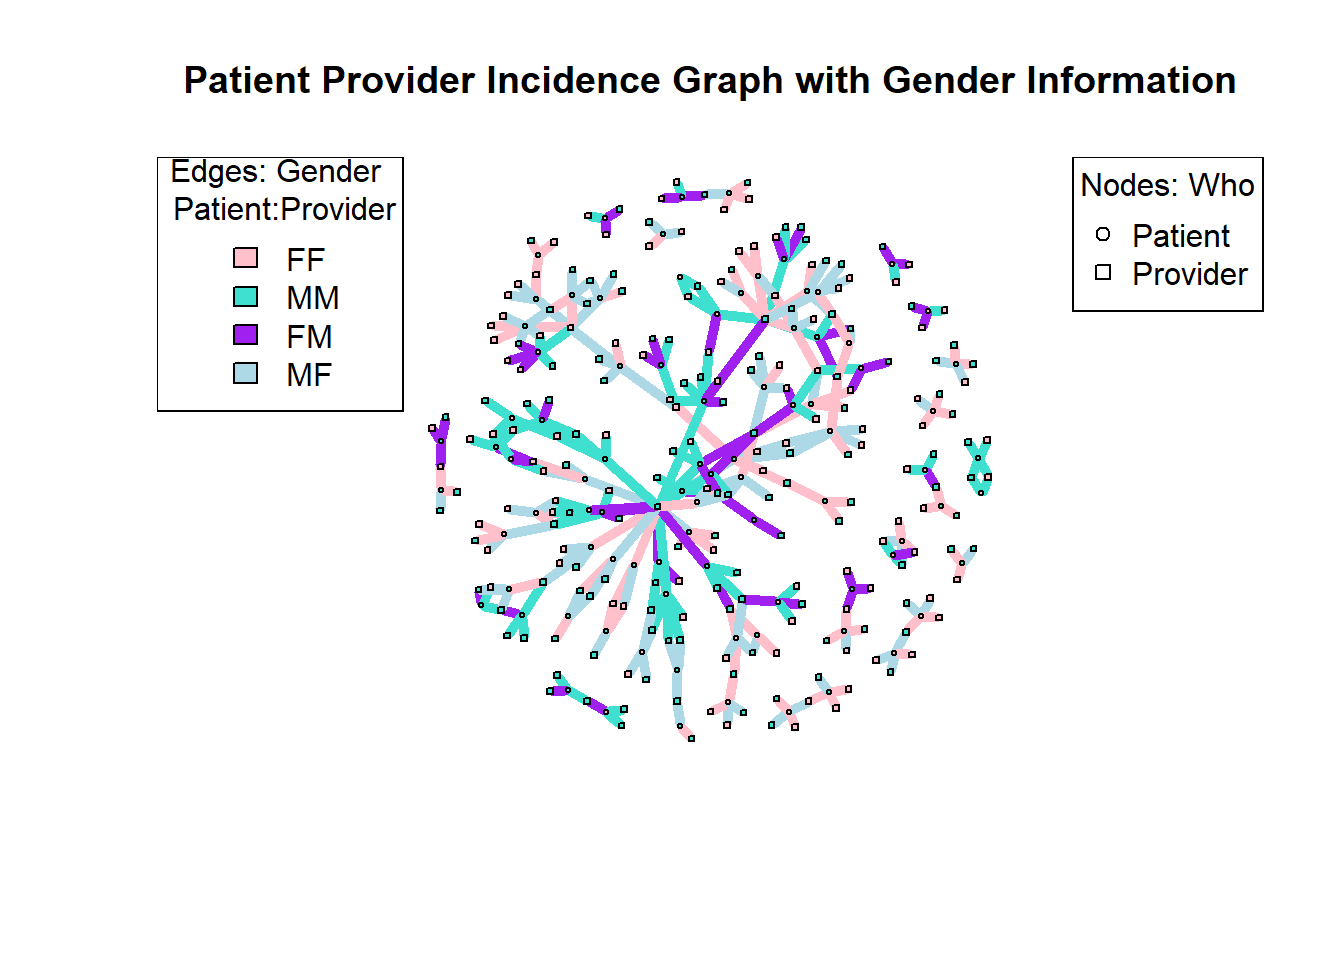 Patient Provider Incidence Graph with Gender Information
Edges: Gender
Patient:Provider
FF
MM
FM
MF
Nodes: Who
Patient
Provider